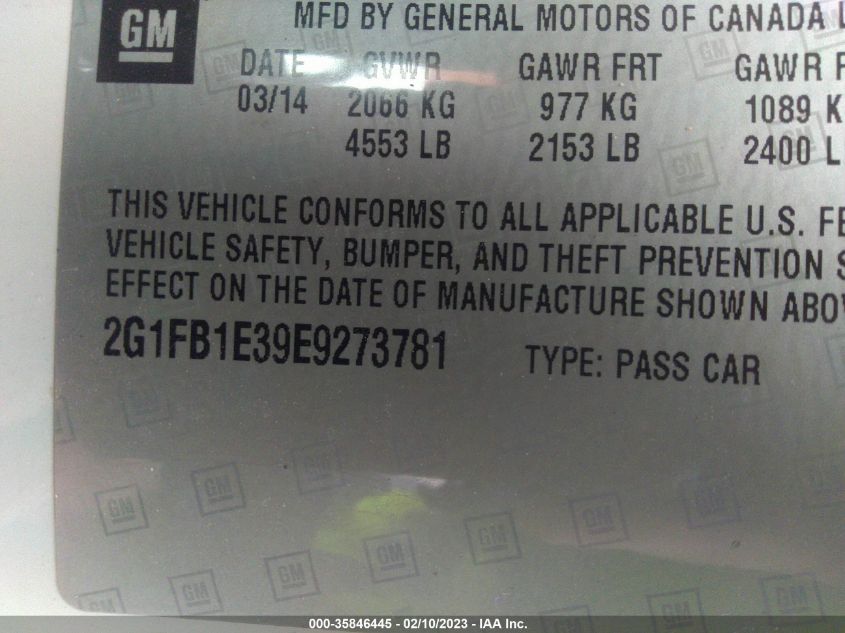 GM
MFD BY GENERAL MOTORS OF CANADA
DATE GVWR GAWR FRT GAWR
03/14 2066 KG 977 KG 1089 K
4553 LB 2153 LB 2400 L
THIS VEHICLE CONFORMS TO ALL APPLICABLE U.S. FE
VEHICLE SAFETY, BUMPER, AND THEFT PREVENTION S
EFFECT ON THE DATE OF MANUFACTURE SHOWN ABOV
2G1FB1E39E9273781 TYPE: PASS CAR
000-35846445 - 02/10/2023 - IAA Inc.